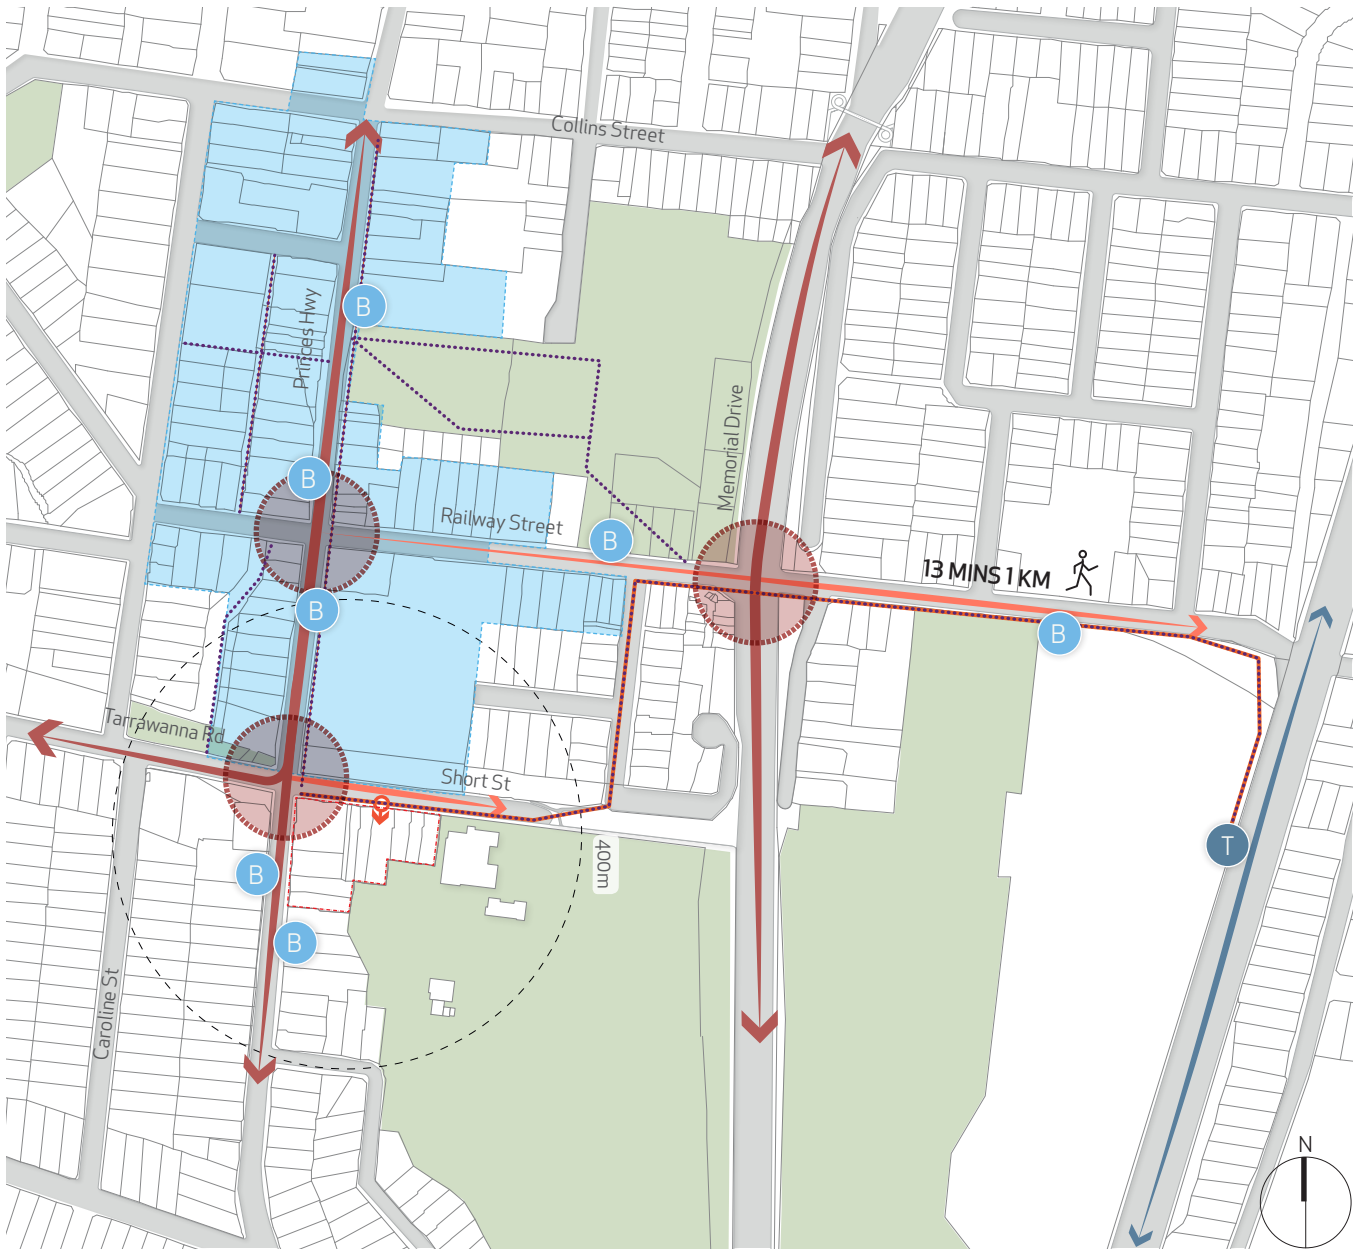 Collins Street
B
Princes Hwy
Memorial Drive
B
Railway Street
B
13 MINS 1 KM
B
B
Tarrawanna Rd
Short St
T
400m
B
B
Caroline St
N